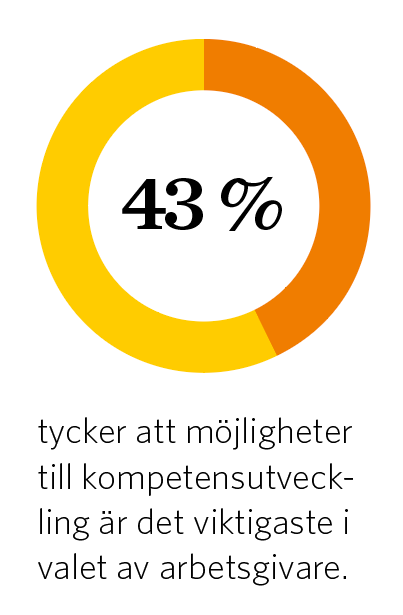 43 %
tycker att möjligheter
till kompetensutveck-
ling är det viktigaste i
valet av arbetsgivare.